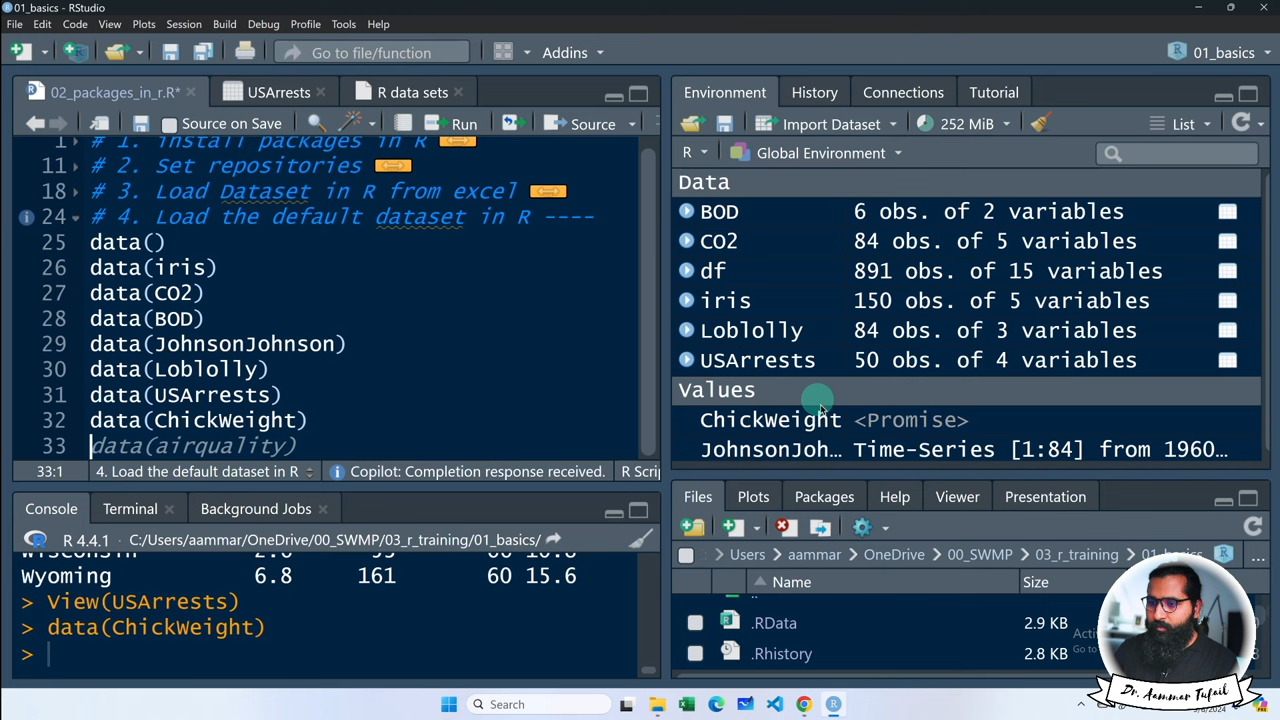 01_basics - RStudio
File Edit Code View Plots Session Build Debug Profile Tools Help
Go to file/function Addins 01_basics
02_packages_in_r.R* USArrests R data sets
Source on Save Run Source
1 # 1. Install packages in R
11 # 2. Set repositories
18 # 3. Load Dataset in R from excel
24 # 4. Load the default dataset in R ----
25 data()
26 data(iris)
27 data(CO2)
28 data(BOD)
29 data(JohnsonJohnson)
30 data(Loblolly)
31 data(USArrests)
32 data(ChickWeight)
33 data(airquality)
33:1 4. Load the default dataset in R Copilot: Completion response received. R Scrip
Console Terminal Background Jobs
R 4.4.1 · C:/Users/aammar/OneDrive/00_SWMP/03_r_training/01_basics/
Wisconsin 2.6 53 66 10.8
Wyoming 6.8 161 60 15.6
> View(USArrests)
> data(ChickWeight)
>
Environment History Connections Tutorial
Import Dataset 252 MiB List
R Global Environment
Data
BOD 6 obs. of 2 variables
CO2 84 obs. of 5 variables
df 891 obs. of 15 variables
iris 150 obs. of 5 variables
Loblolly 84 obs. of 3 variables
USArrests 50 obs. of 4 variables
Values
ChickWeight <Promise>
JohnsonJoh… Time-Series [1:84] from 1960…
Files Plots Packages Help Viewer Presentation
Users aammar OneDrive 00_SWMP 03_r_training 01_basics ...
Name Size
..
.RData 2.9 KB
.Rhistory 2.8 KB
Dr. Aammar Tufail
Search